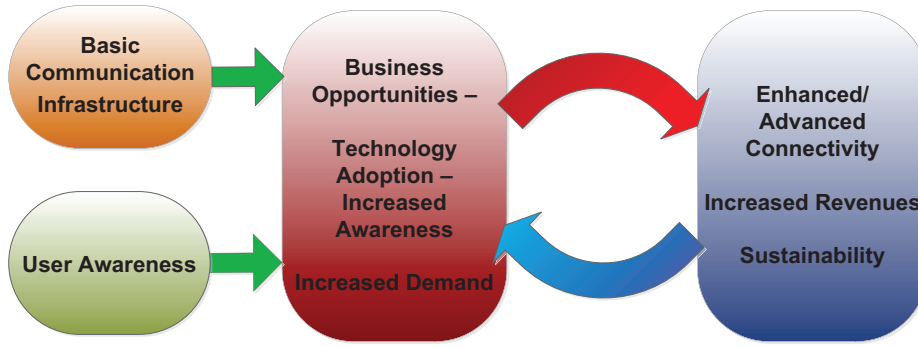 Basic
Communication
Infrastructure
User Awareness
Business
Opportunities –
Technology
Adoption –
Increased
Awareness
Increased Demand
Enhanced/
Advanced
Connectivity
Increased Revenues
Sustainability